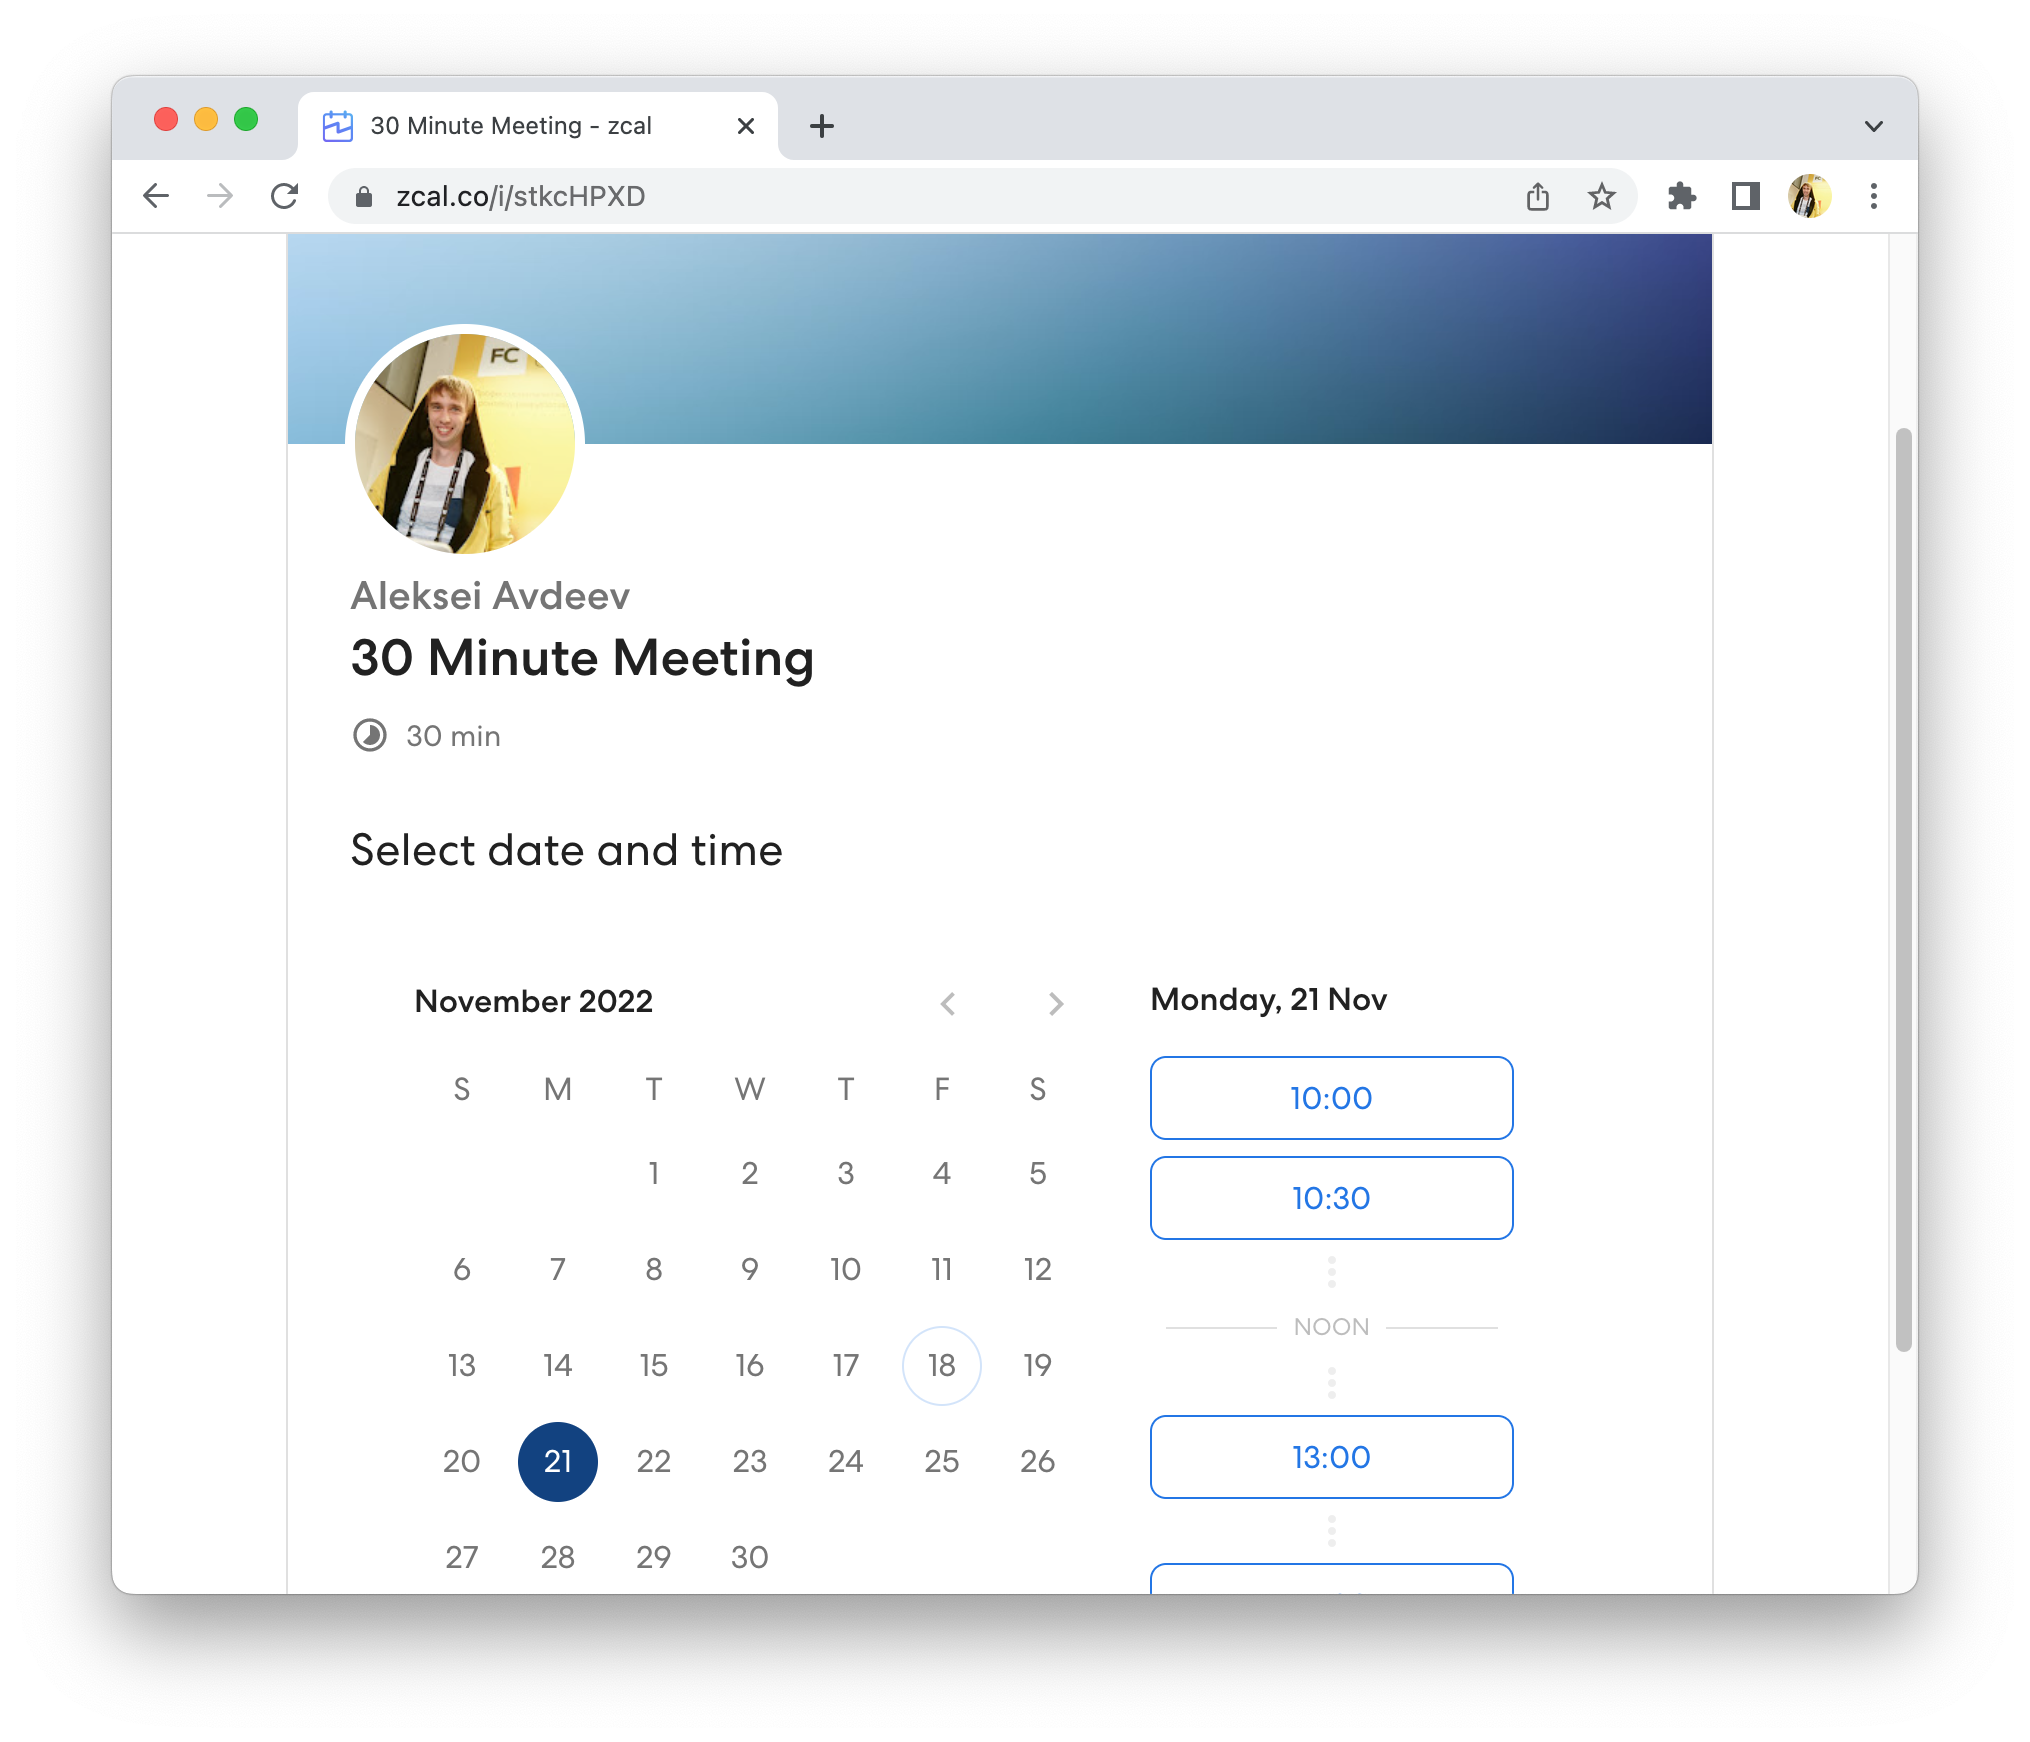 30 Minute Meeting - zcal
zcal.co/i/stkcHPXD
FC
Aleksei Avdeev
30 Minute Meeting
30 min
Select date and time
November 2022
S M T W T F S
1 2 3 4 5
6 7 8 9 10 11 12
13 14 15 16 17 18 19
20 21 22 23 24 25 26
27 28 29 30
Monday, 21 Nov
10:00
10:30
NOON
13:00